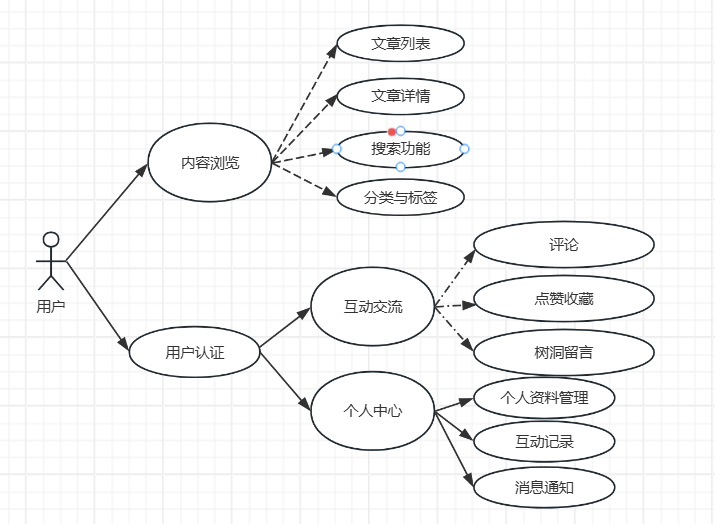 文章列表
文章详情
内容浏览
搜索功能
分类与标签
用户
评论
互动交流
点赞收藏
用户认证
树洞留言
个人中心
个人资料管理
互动记录
消息通知